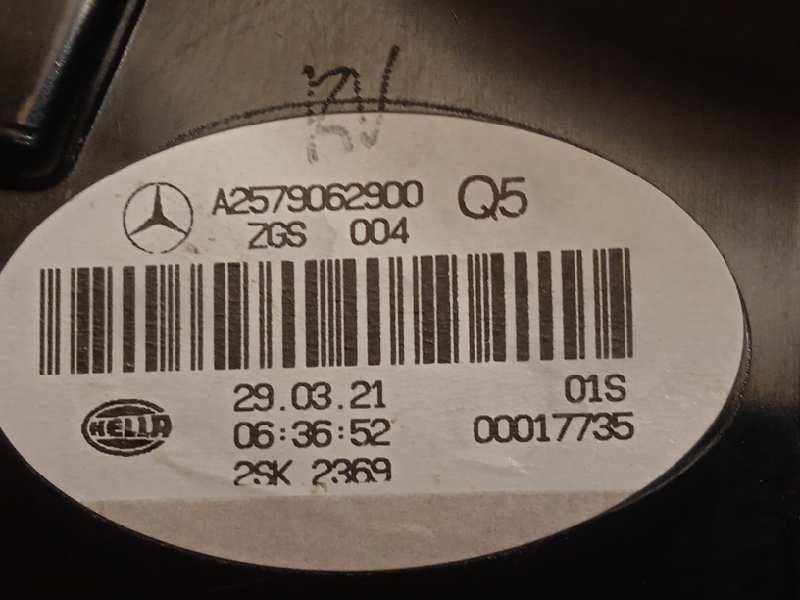 A2579062900 Q5
ZGS 004
29.03.21 01S
HELLA 06:36:52 00017735
2SK 2369